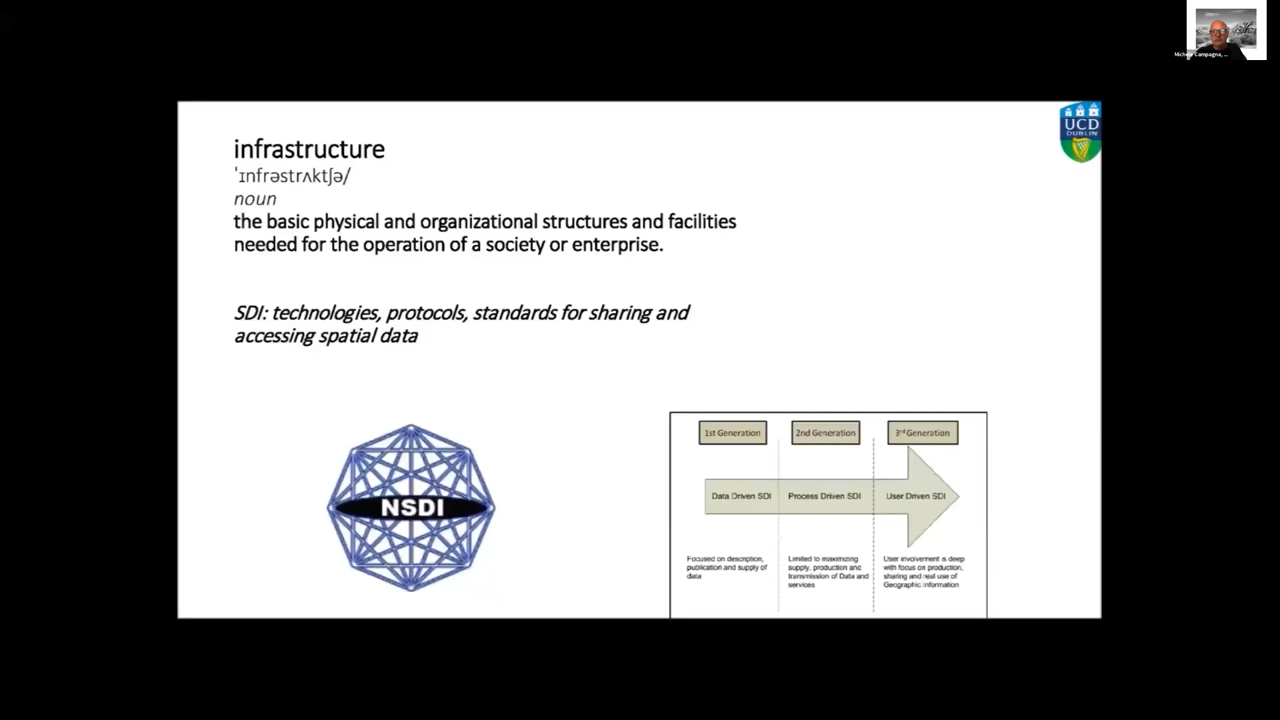 Michele Campagna, ...
UCD
DUBLIN
infrastructure
ˈɪnfrəstrʌktʃə/
noun
the basic physical and organizational structures and facilities
needed for the operation of a society or enterprise.
SDI: technologies, protocols, standards for sharing and
accessing spatial data
NSDI
1st Generation
2nd Generation
3rd Generation
Data Driven SDI
Process Driven SDI
User Driven SDI
Focused on description,
publication and supply of
data
Limited to maximizing
supply, production and
transmission of Data and
services
User involvement is deep
with focus on production,
sharing and real use of
Geographic Information